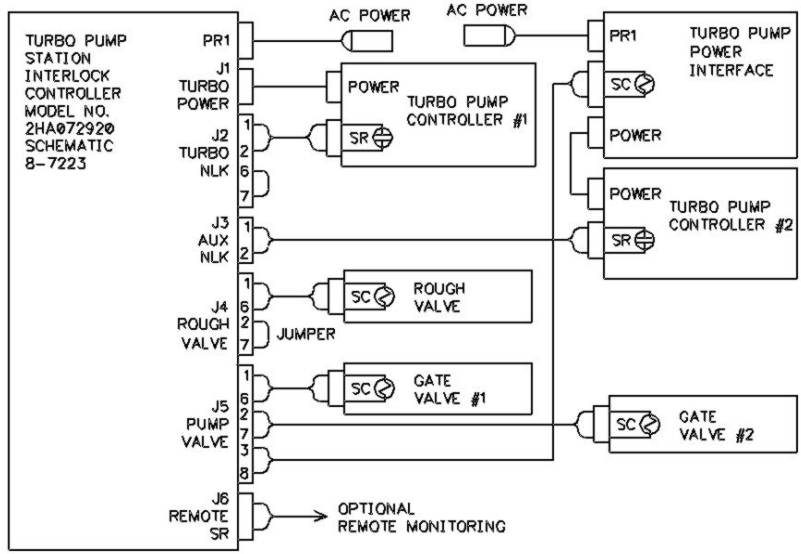 TURBO PUMP
STATION
INTERLOCK
CONTROLLER
MODEL NO.
2HA072920
SCHEMATIC
8-7223
PR1
J1
TURBO
POWER
J2
TURBO
NLK
1
2
6
7
J3
AUX
NLK
1
2
J4
ROUGH
VALVE
1
6
2
7
JUMPER
J5
PUMP
VALVE
1
6
2
7
3
8
J6
REMOTE
SR
AC POWER
POWER
TURBO PUMP
CONTROLLER #1
SR
SC
ROUGH
VALVE
SC
GATE
VALVE #1
OPTIONAL
REMOTE MONITORING
AC POWER
PR1
TURBO PUMP
POWER
INTERFACE
SC
POWER
POWER
TURBO PUMP
CONTROLLER #2
SR
SC
GATE
VALVE #2